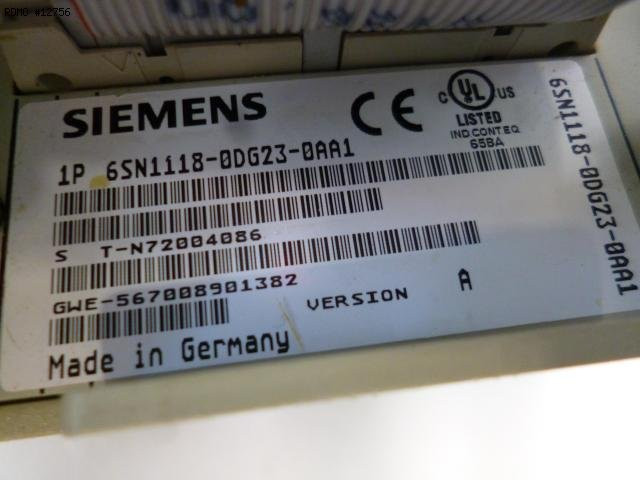 RDMG #12756
SIEMENS
CE
C UL US
LISTED
IND.CONT.EQ.
65BA
1P 6SN1118-0DG23-0AA1
S T-N72004086
GWE-567008901382
VERSION A
Made in Germany
6SN1118-0DG23-0AA1